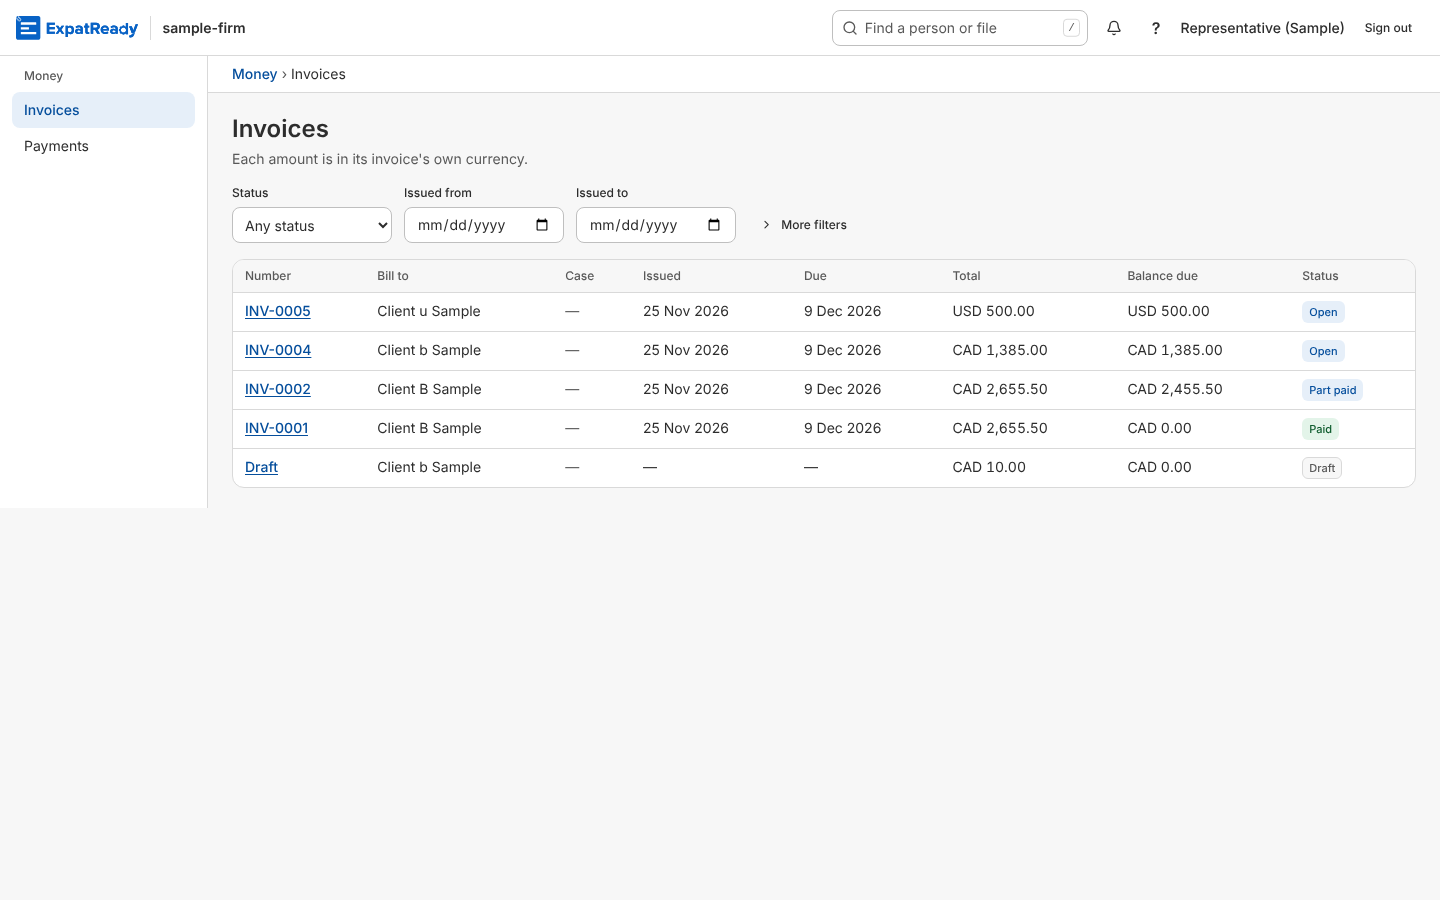 ExpatReady sample-firm Find a person or file / ? Representative (Sample) Sign out
Money
Invoices
Payments
Money › Invoices
Invoices
Each amount is in its invoice's own currency.
Status Issued from Issued to
Any status mm/dd/yyyy mm/dd/yyyy More filters
Number Bill to Case Issued Due Total Balance due Status
INV-0005 Client u Sample — 25 Nov 2026 9 Dec 2026 USD 500.00 USD 500.00 Open
INV-0004 Client b Sample — 25 Nov 2026 9 Dec 2026 CAD 1,385.00 CAD 1,385.00 Open
INV-0002 Client B Sample — 25 Nov 2026 9 Dec 2026 CAD 2,655.50 CAD 2,455.50 Part paid
INV-0001 Client B Sample — 25 Nov 2026 9 Dec 2026 CAD 2,655.50 CAD 0.00 Paid
Draft Client b Sample — — — CAD 10.00 CAD 0.00 Draft